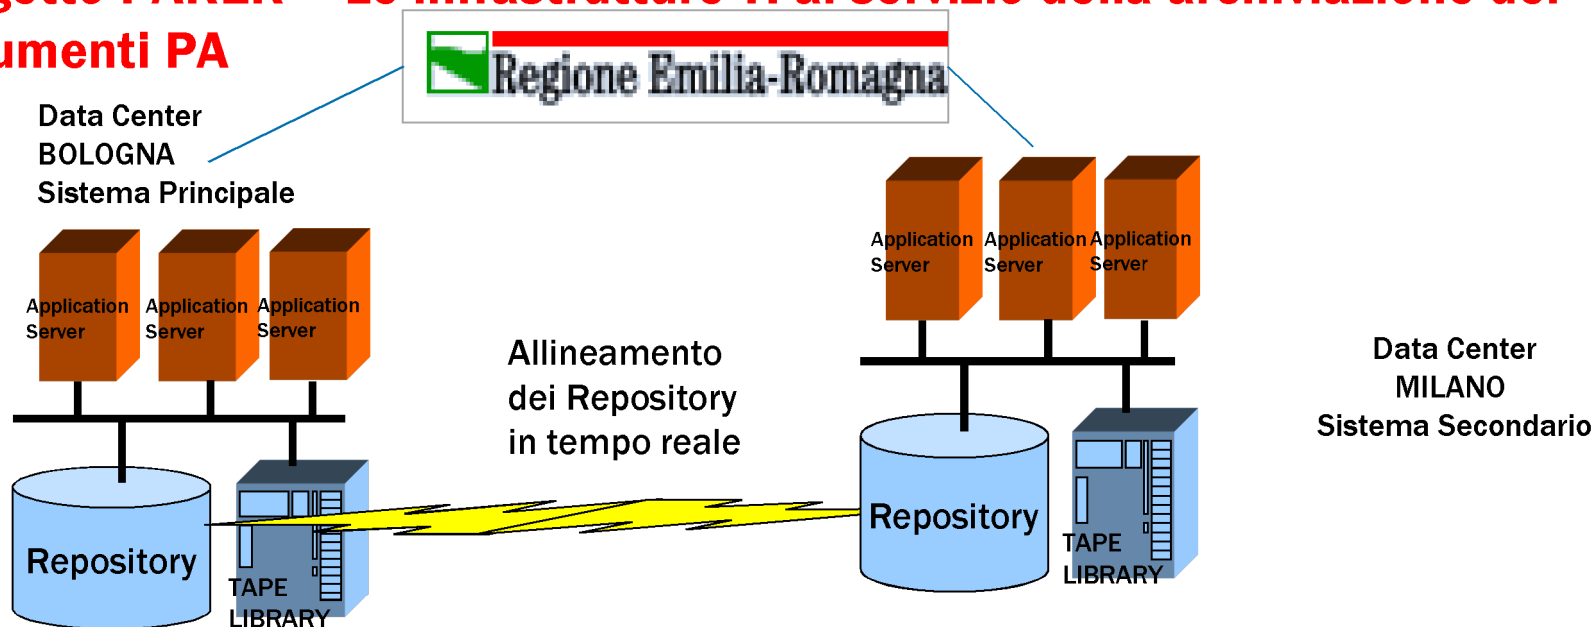 umenti PA
Regione Emilia-Romagna
Data Center
BOLOGNA
Sistema Principale
Application
Server
Application
Server
Application
Server
Application
Server
Application
Server
Application
Server
Allineamento
dei Repository
in tempo reale
Data Center
MILANO
Sistema Secondario
Repository
TAPE
LIBRARY
Repository
TAPE
LIBRARY